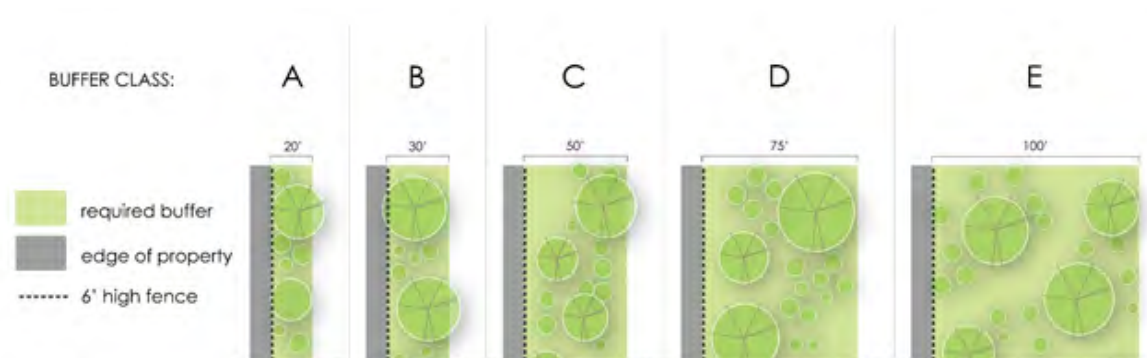 BUFFER CLASS:
A
B
C
D
E
20'
30'
50'
75'
100'
required buffer
edge of property
6' high fence